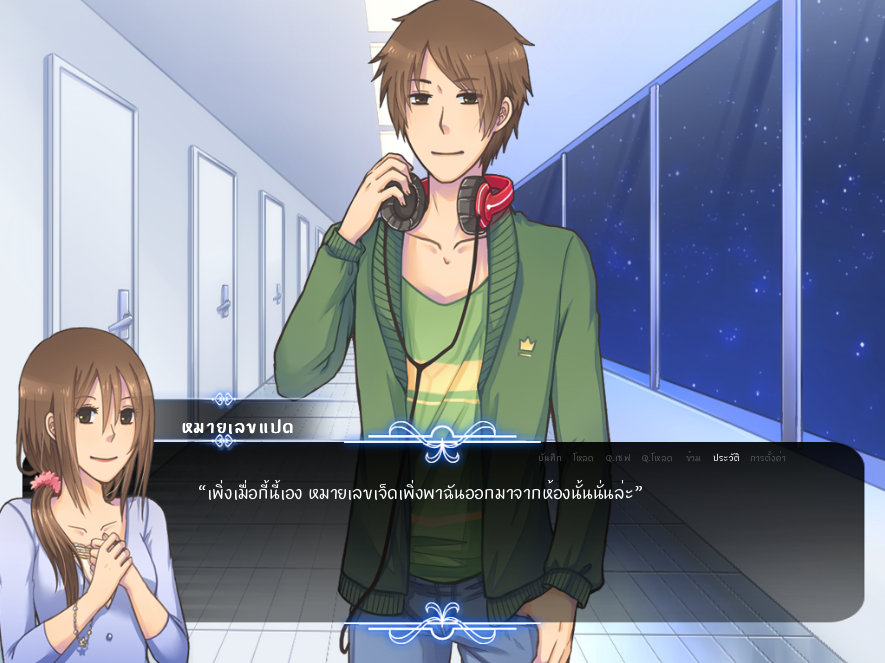 หมายเลขแปด
บันทึก โหลด Q.เซฟ Q.โหลด ข้าม ประวัติ การตั้งค่า
“เพิ่งเมื่อกี้นี้เอง หมายเลขเจ็ดเพิ่งพาฉันออกมาจากห้องนั้นนั่นล่ะ”